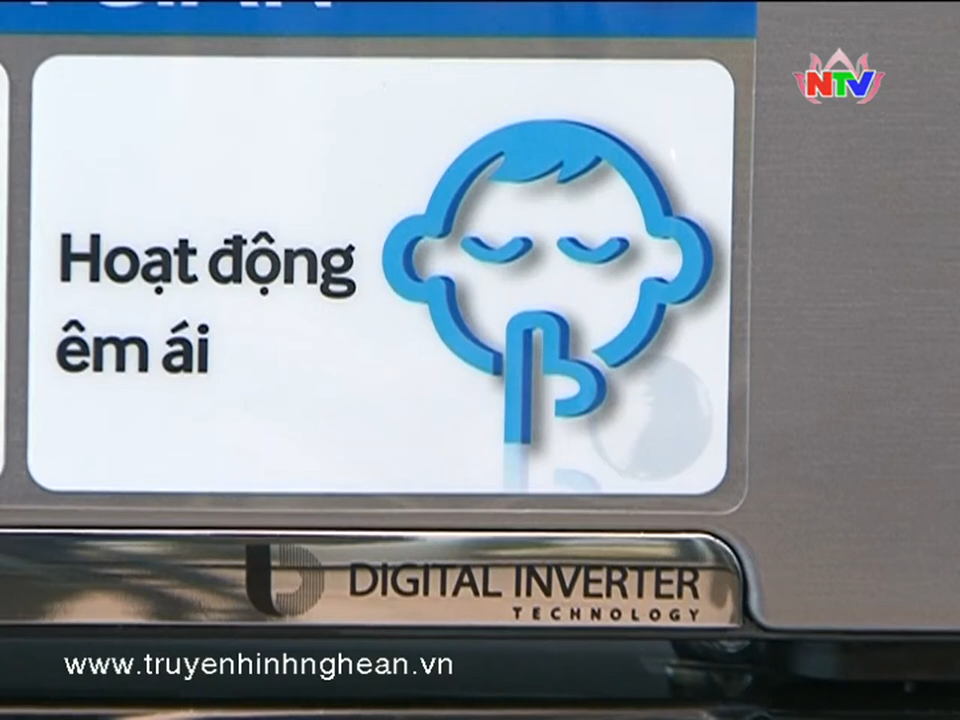 NTV
Hoạt động
êm ái
DIGITAL INVERTER
TECHNOLOGY
www.truyenhinhnghean.vn